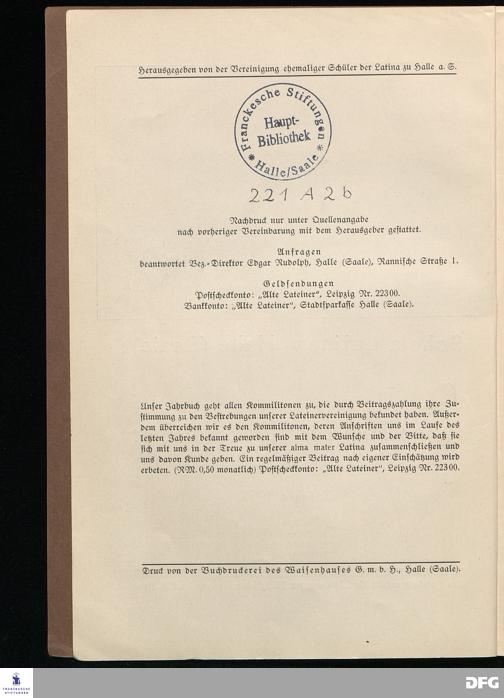 Herausgegeben von der Vereinigung ehemaliger Schüler der Latina zu Halle a. S.
Franckesche Stiftungen
Haupt-
Bibliothek
* Halle/Saale *
221 A 2b
Nachdruck nur unter Quellenangabe
nach vorheriger Vereinbarung mit dem Herausgeber gestattet.
Anfragen
beantwortet Bez.-Direktor Edgar Rudolph, Halle (Saale), Rannische Straße 1.
Geldsendungen
Postscheckkonto: „Alte Lateiner“, Leipzig Nr. 22300.
Bankkonto: „Alte Lateiner“, Stadtsparkasse Halle (Saale).
Unser Jahrbuch geht allen Kommilitonen zu, die durch Beitragszahlung ihre Zu-
stimmung zu den Bestrebungen unserer Lateinervereinigung bekundet haben. Außer-
dem überreichen wir es den Kommilitonen, deren Anschriften uns im Laufe des
letzten Jahres bekannt geworden sind mit dem Wunsche und der Bitte, daß sie
sich mit uns in der Treue zu unserer alma mater Latina zusammenschließen und
uns davon Kunde geben. Ein regelmäßiger Beitrag nach eigener Einschätzung wird
erbeten. (RM. 0,50 monatlich) Postscheckkonto: „Alte Lateiner“, Leipzig Nr. 22300.
Druck von der Buchdruckerei des Waisenhauses G. m. b. H., Halle (Saale).
FRANCKESCHE
STIFTUNGEN
DFG